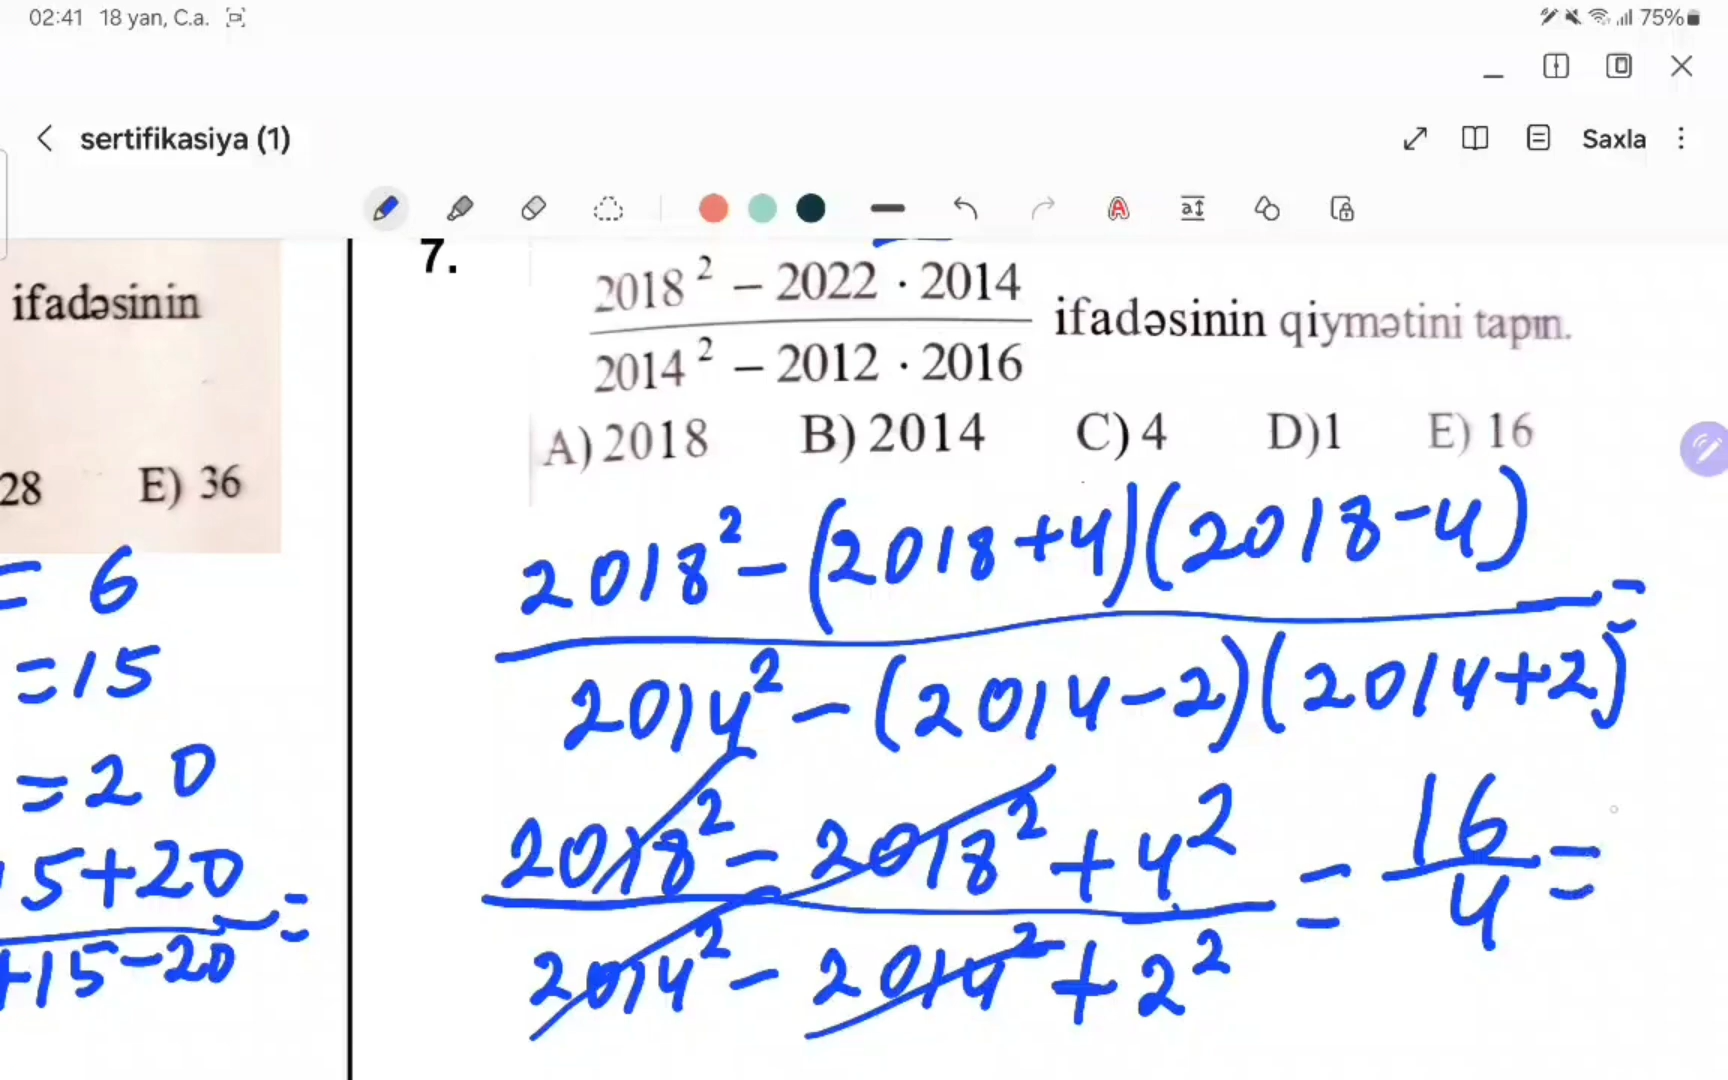 02:41 18 yan, C.a.
75%
sertifikasiya (1)
Saxla
ifadəsinin
28 E) 36
= 6
=15
=20
5+20 =
+15-20
7.
2018² − 2022 · 2014
2014² − 2012 · 2016
ifadəsinin qiymətini tapın.
A) 2018 B) 2014 C) 4 D) 1 E) 16
2018² - (2018+4)(2018-4) =
2014² - (2014-2)(2014+2)
2018² - 2018² + 4² = 16 =
2014² - 2014² + 2² 4